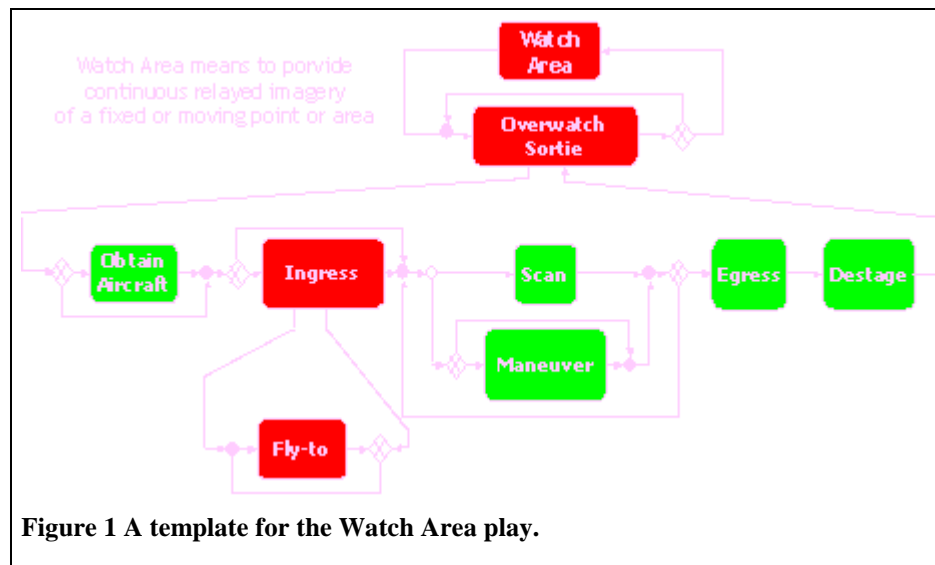 Watch
Area
Watch Area means to porvide
continuous relayed imagery
of a fixed or moving point or area
Overwatch
Sortie
Obtain
Aircraft
Ingress
Scan
Egress
Destage
Maneuver
Fly-to
Figure 1 A template for the Watch Area play.